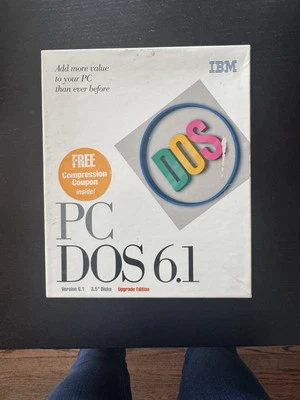 Add more value
to your PC
than ever before
IBM
DOS
FREE
Compression
Coupon
inside!
PC
DOS 6.1
Version 6.1 3.5" Disks Upgrade Edition